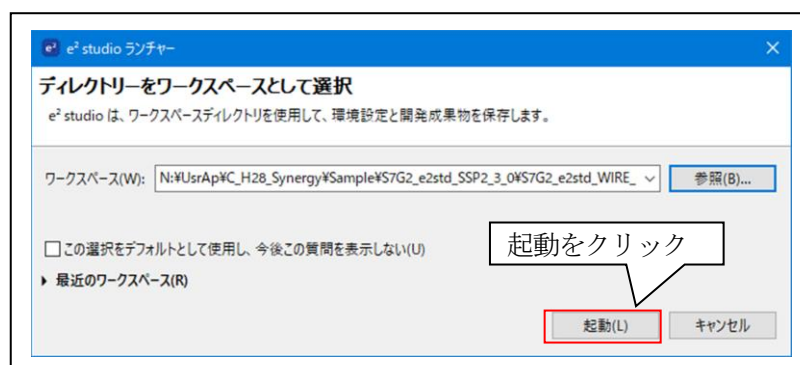 e² studio ランチャー
ディレクトリーをワークスペースとして選択
e² studio は、ワークスペースディレクトリを使用して、環境設定と開発成果物を保存します。
ワークスペース(W): N:¥UsrAp¥C_H28_Synergy¥Sample¥S7G2_e2std_SSP2_3_0¥S7G2_e2std_WIRE_ 参照(B)...
この選択をデフォルトとして使用し、今後この質問を表示しない(U)
起動をクリック
最近のワークスペース(R)
起動(L) キャンセル